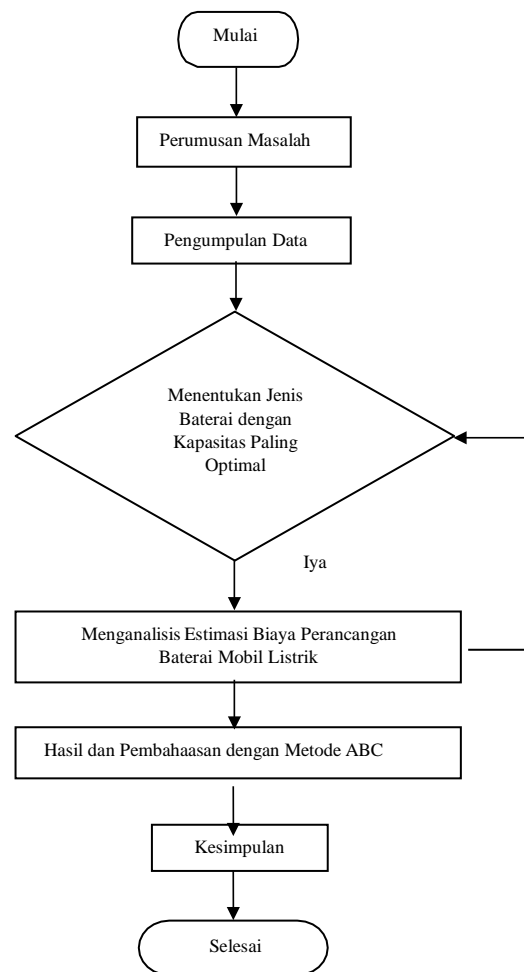 Mulai
Perumusan Masalah
Pengumpulan Data
Menentukan Jenis
Baterai dengan
Kapasitas Paling
Optimal
Iya
Menganalisis Estimasi Biaya Perancangan
Baterai Mobil Listrik
Hasil dan Pembahaasan dengan Metode ABC
Kesimpulan
Selesai